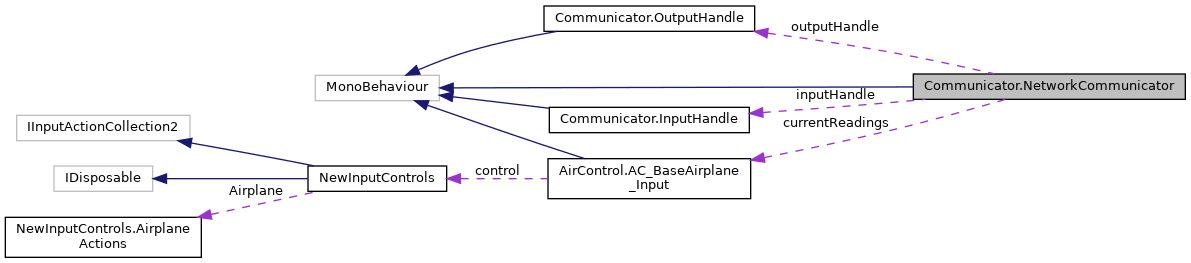 Communicator.OutputHandle
outputHandle
MonoBehaviour
Communicator.NetworkCommunicator
inputHandle
Communicator.InputHandle
currentReadings
IInputActionCollection2
AirControl.AC_BaseAirplane
_Input
control
IDisposable
NewInputControls
Airplane
NewInputControls.Airplane
Actions